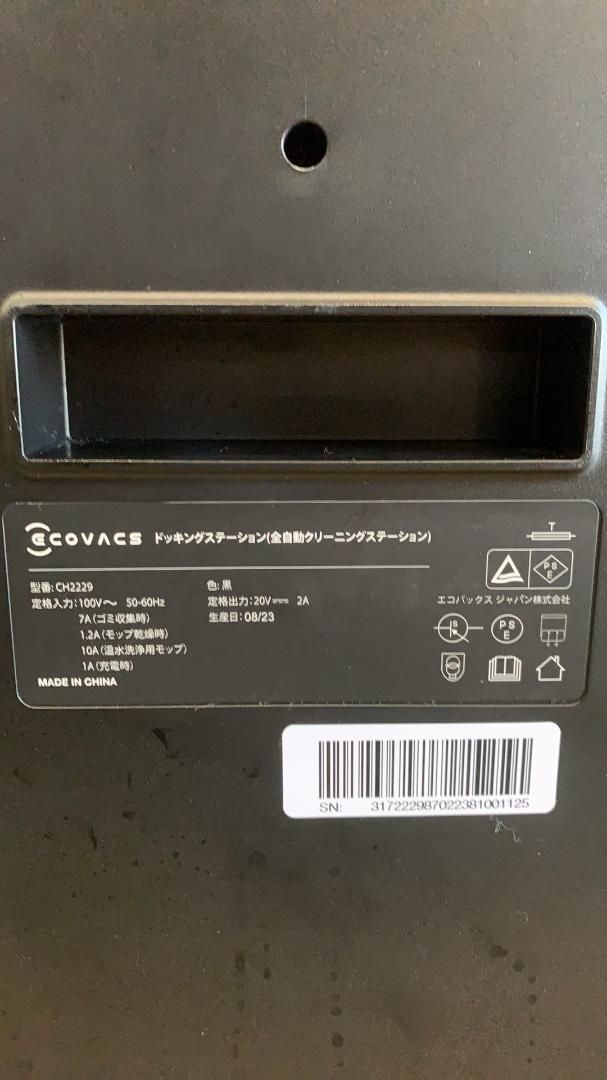 ECOVACS ドッキングステーション(全自動クリーニングステーション)
型番: CH2229
色: 黒
定格入力: 100V～ 50-60Hz
定格出力: 20V⎓ 2A
7A (ゴミ収集時)
生産日: 08/23
1.2A (モップ乾燥時)
10A (温水洗浄用モップ)
1A (充電時)
MADE IN CHINA
T
PS
E
エコバックス ジャパン株式会社
JS
PS
E
SN: 317222987022381001125